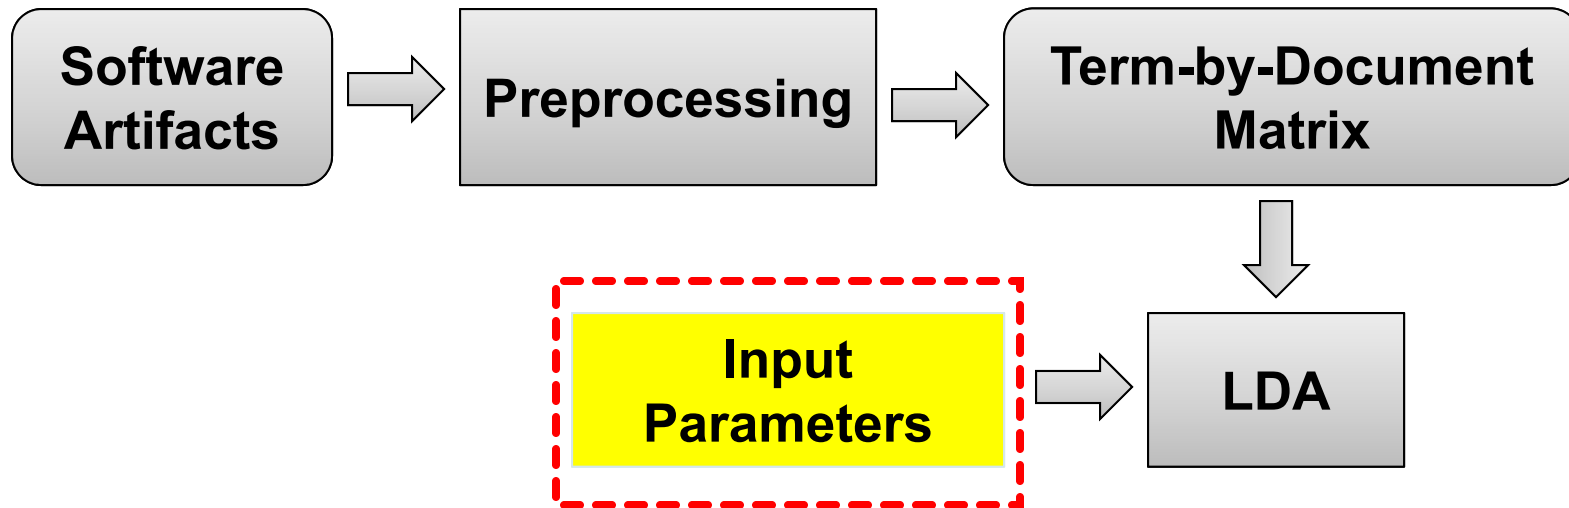 Software
Artifacts
Preprocessing
Term-by-Document
Matrix
Input
Parameters
LDA